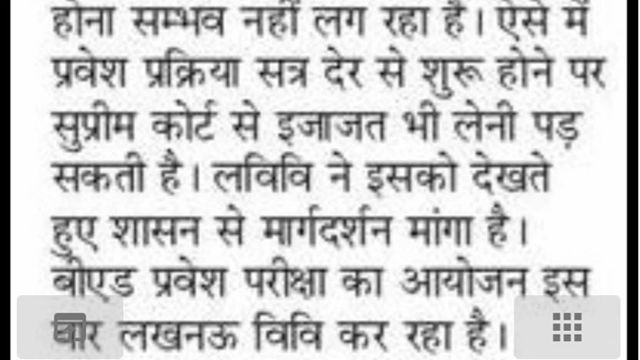 होना सम्भव नहीं लग रहा है। ऐसे में
प्रवेश प्रक्रिया सत्र देर से शुरू होने पर
सुप्रीम कोर्ट से इजाजत भी लेनी पड़
सकती है। लविवि ने इसको देखते
हुए शासन से मार्गदर्शन मांगा है।
बीएड प्रवेश परीक्षा का आयोजन इस
बार लखनऊ विवि कर रहा है।